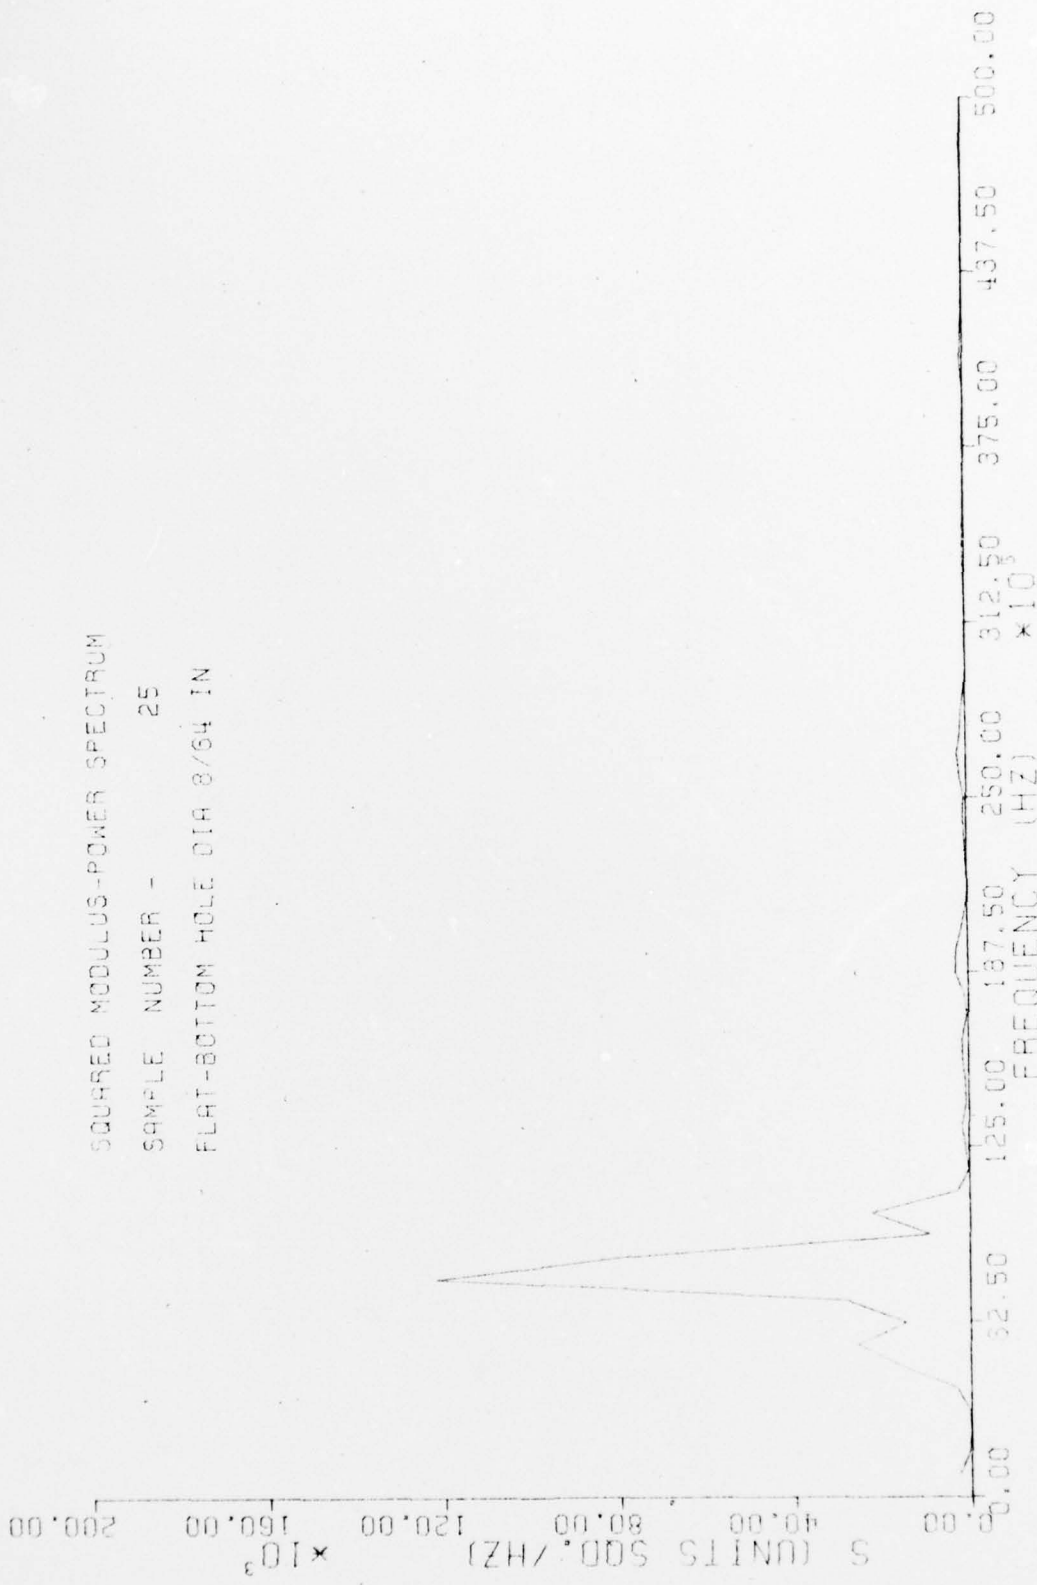 SQUARED MODULUS-POWER SPECTRUM
SAMPLE NUMBER - 25
FLAT-BOTTOM HOLE DIA 8/64 IN
S (UNITS SQD./HZ) *10³
200.00
160.00
120.00
80.00
40.00
0.00
0.00 62.50 125.00 187.50 250.00 312.50 375.00 437.50 500.00
FREQUENCY (HZ) *10⁵